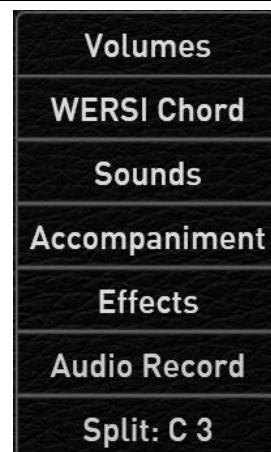 Volumes
WERSI Chord
Sounds
Accompaniment
Effects
Audio Record
Split: C 3